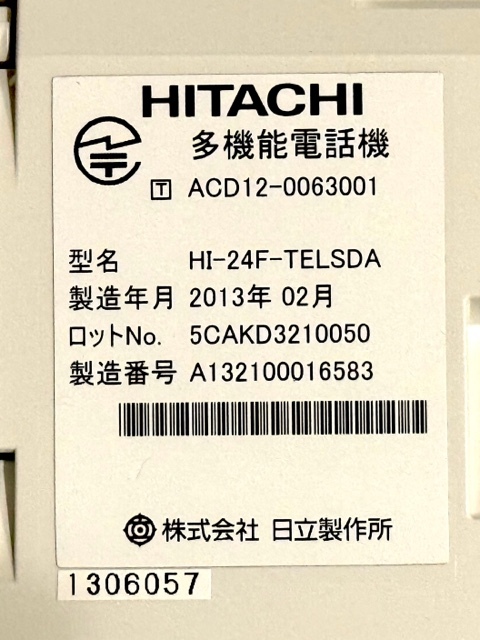 HITACHI
多機能電話機
T ACD12-0063001
型名 HI-24F-TELSDA
製造年月 2013年 02月
ロットNo. 5CAKD3210050
製造番号 A132100016583
株式会社 日立製作所
1306057